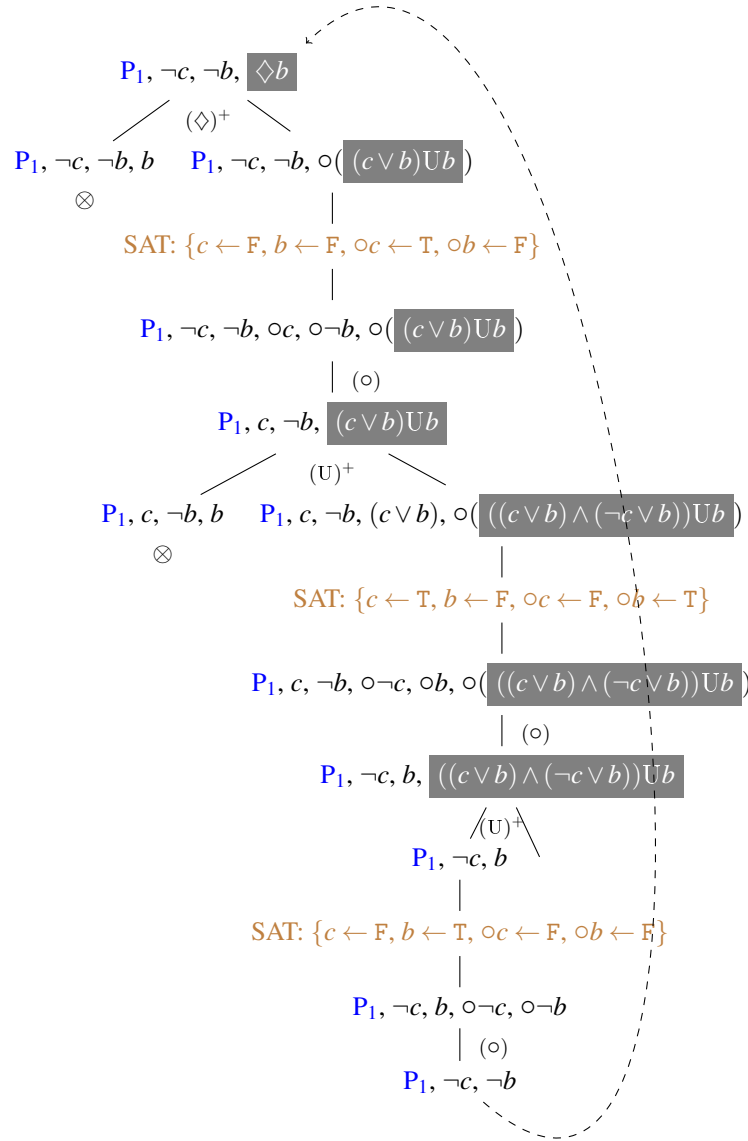 P₁, ¬c, ¬b, ◇b
(◇)⁺
P₁, ¬c, ¬b, b P₁, ¬c, ¬b, ○((c ∨ b)Ub)
⊗
SAT: {c ← F, b ← F, ○c ← T, ○b ← F}
P₁, ¬c, ¬b, ○c, ○¬b, ○((c ∨ b)Ub)
(○)
P₁, c, ¬b, (c ∨ b)Ub
(U)⁺
P₁, c, ¬b, b P₁, c, ¬b, (c ∨ b), ○(((c ∨ b) ∧ (¬c ∨ b))Ub)
⊗
SAT: {c ← T, b ← F, ○c ← F, ○b ← T}
P₁, c, ¬b, ○¬c, ○b, ○(((c ∨ b) ∧ (¬c ∨ b))Ub)
(○)
P₁, ¬c, b, ((c ∨ b) ∧ (¬c ∨ b))Ub
(U)⁺
P₁, ¬c, b
SAT: {c ← F, b ← T, ○c ← F, ○b ← F}
P₁, ¬c, b, ○¬c, ○¬b
(○)
P₁, ¬c, ¬b